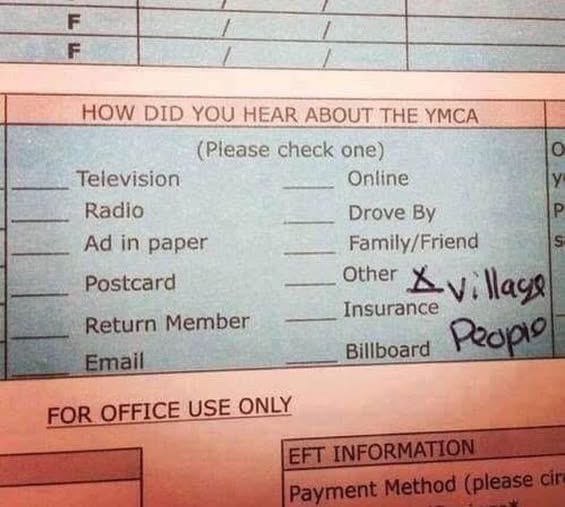 F / /
F / /
HOW DID YOU HEAR ABOUT THE YMCA
(Please check one)
Television Online
Radio Drove By
Ad in paper Family/Friend
Postcard Other X Village
Return Member Insurance People
Email Billboard
FOR OFFICE USE ONLY
EFT INFORMATION
Payment Method (please cir